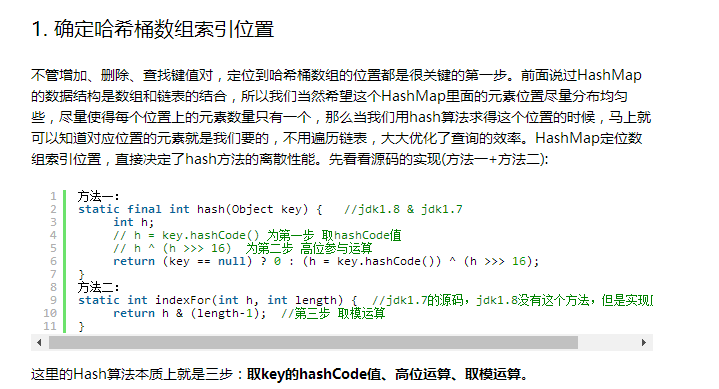 1. 确定哈希桶数组索引位置
不管增加、删除、查找键值对，定位到哈希桶数组的位置都是很关键的第一步。前面说过HashMap
的数据结构是数组和链表的结合，所以我们当然希望这个HashMap里面的元素位置尽量分布均匀
些，尽量使得每个位置上的元素数量只有一个，那么当我们用hash算法求得这个位置的时候，马上就
可以知道对应位置的元素就是我们要的，不用遍历链表，大大优化了查询的效率。HashMap定位数
组索引位置，直接决定了hash方法的离散性能。先看看源码的实现(方法一+方法二):
1 方法一：
2 static final int hash(Object key) {   //jdk1.8 & jdk1.7
3 int h;
4 // h = key.hashCode() 为第一步 取hashCode值
5 // h ^ (h >>> 16)  为第二步 高位参与运算
6 return (key == null) ? 0 : (h = key.hashCode()) ^ (h >>> 16);
7 }
8 方法二：
9 static int indexFor(int h, int length) {  //jdk1.7的源码，jdk1.8没有这个方法，但是实现
10 return h & (length-1);  //第三步 取模运算
11 }
这里的Hash算法本质上就是三步：取key的hashCode值、高位运算、取模运算。